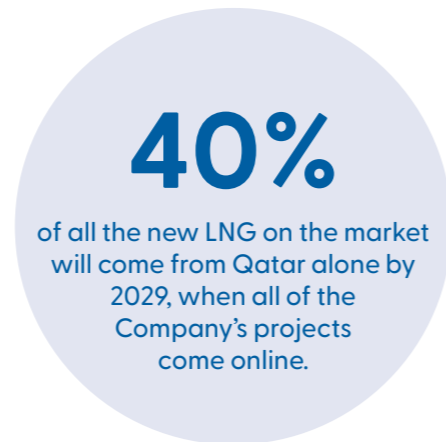 40%
of all the new LNG on the market
will come from Qatar alone by
2029, when all of the
Company’s projects
come online.